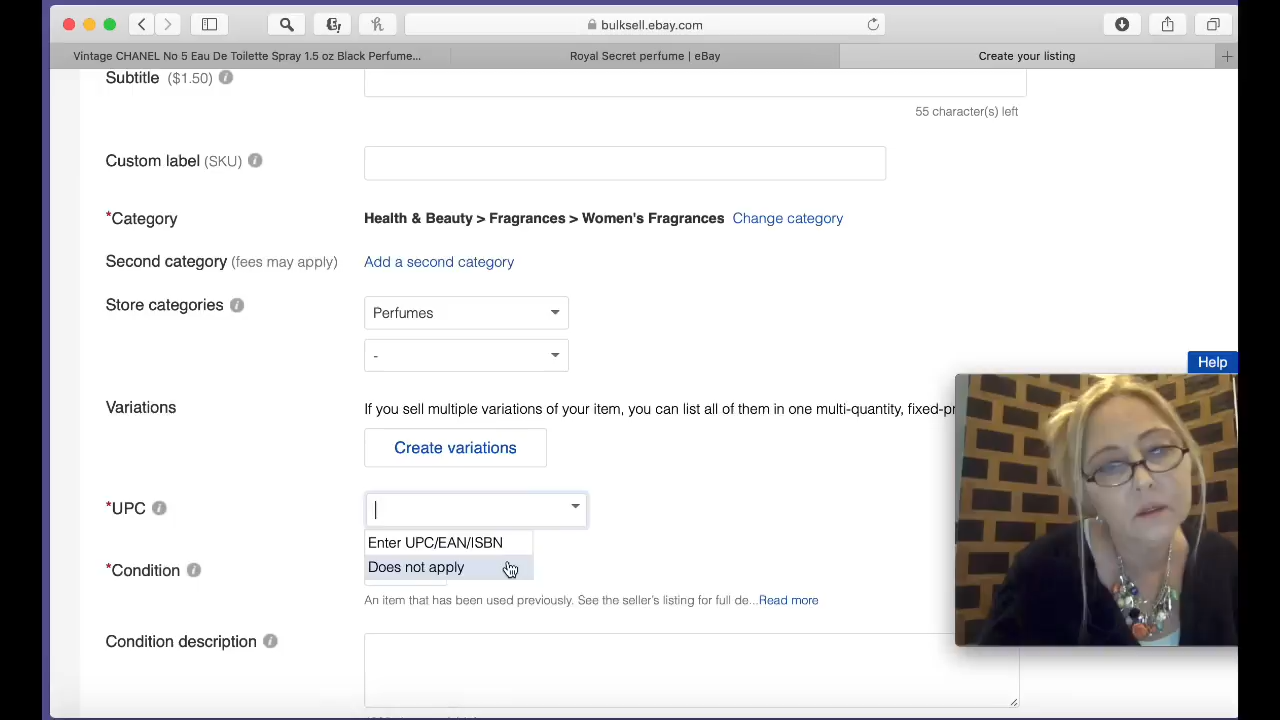 bulksell.ebay.com
Vintage CHANEL No 5 Eau De Toilette Spray 1.5 oz Black Perfume...
Royal Secret perfume | eBay
Create your listing
Subtitle ($1.50)
55 character(s) left
Custom label (SKU)
*Category
Health & Beauty > Fragrances > Women's Fragrances Change category
Second category (fees may apply)
Add a second category
Store categories
Perfumes
-
Help
Variations
If you sell multiple variations of your item, you can list all of them in one multi-quantity, fixed-pr
Create variations
*UPC
Enter UPC/EAN/ISBN
Does not apply
*Condition
An item that has been used previously. See the seller's listing for full de...Read more
Condition description